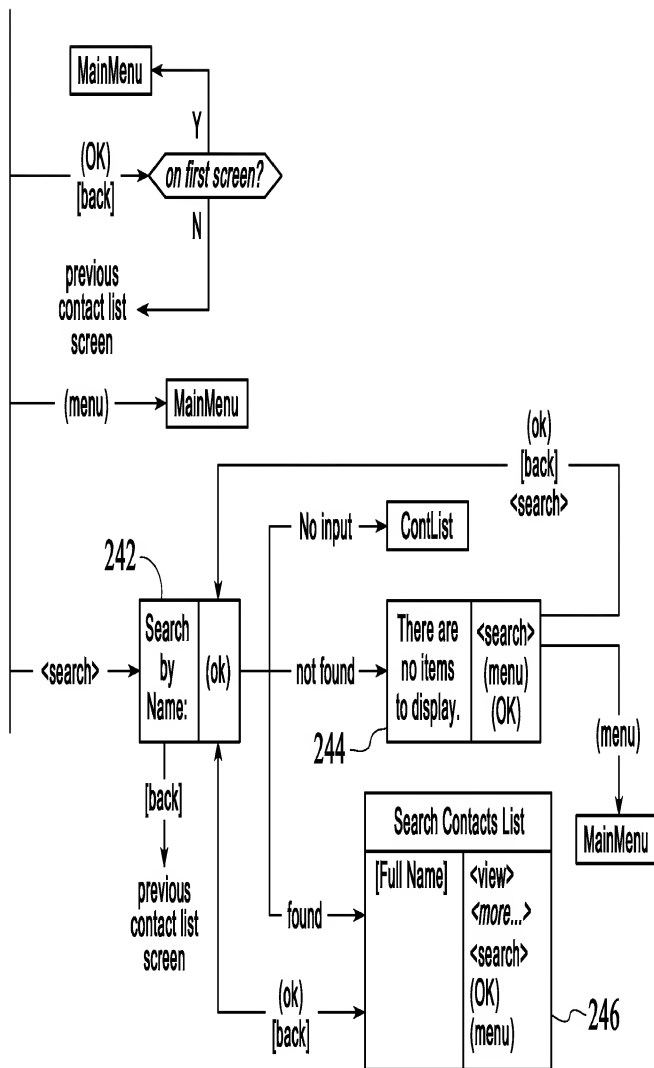 MainMenu
Y
(OK)
[back]
on first screen?
N
previous
contact list
screen
(menu)
MainMenu
(ok)
[back]
<search>
No input
ContList
242
<search>
Search
by
Name:
(ok)
not found
There are
no items
to display.
<search>
(menu)
(OK)
244
(menu)
MainMenu
[back]
previous
contact list
screen
Search Contacts List
[Full Name]
<view>
<more...>
<search>
(OK)
(menu)
found
(ok)
[back]
246